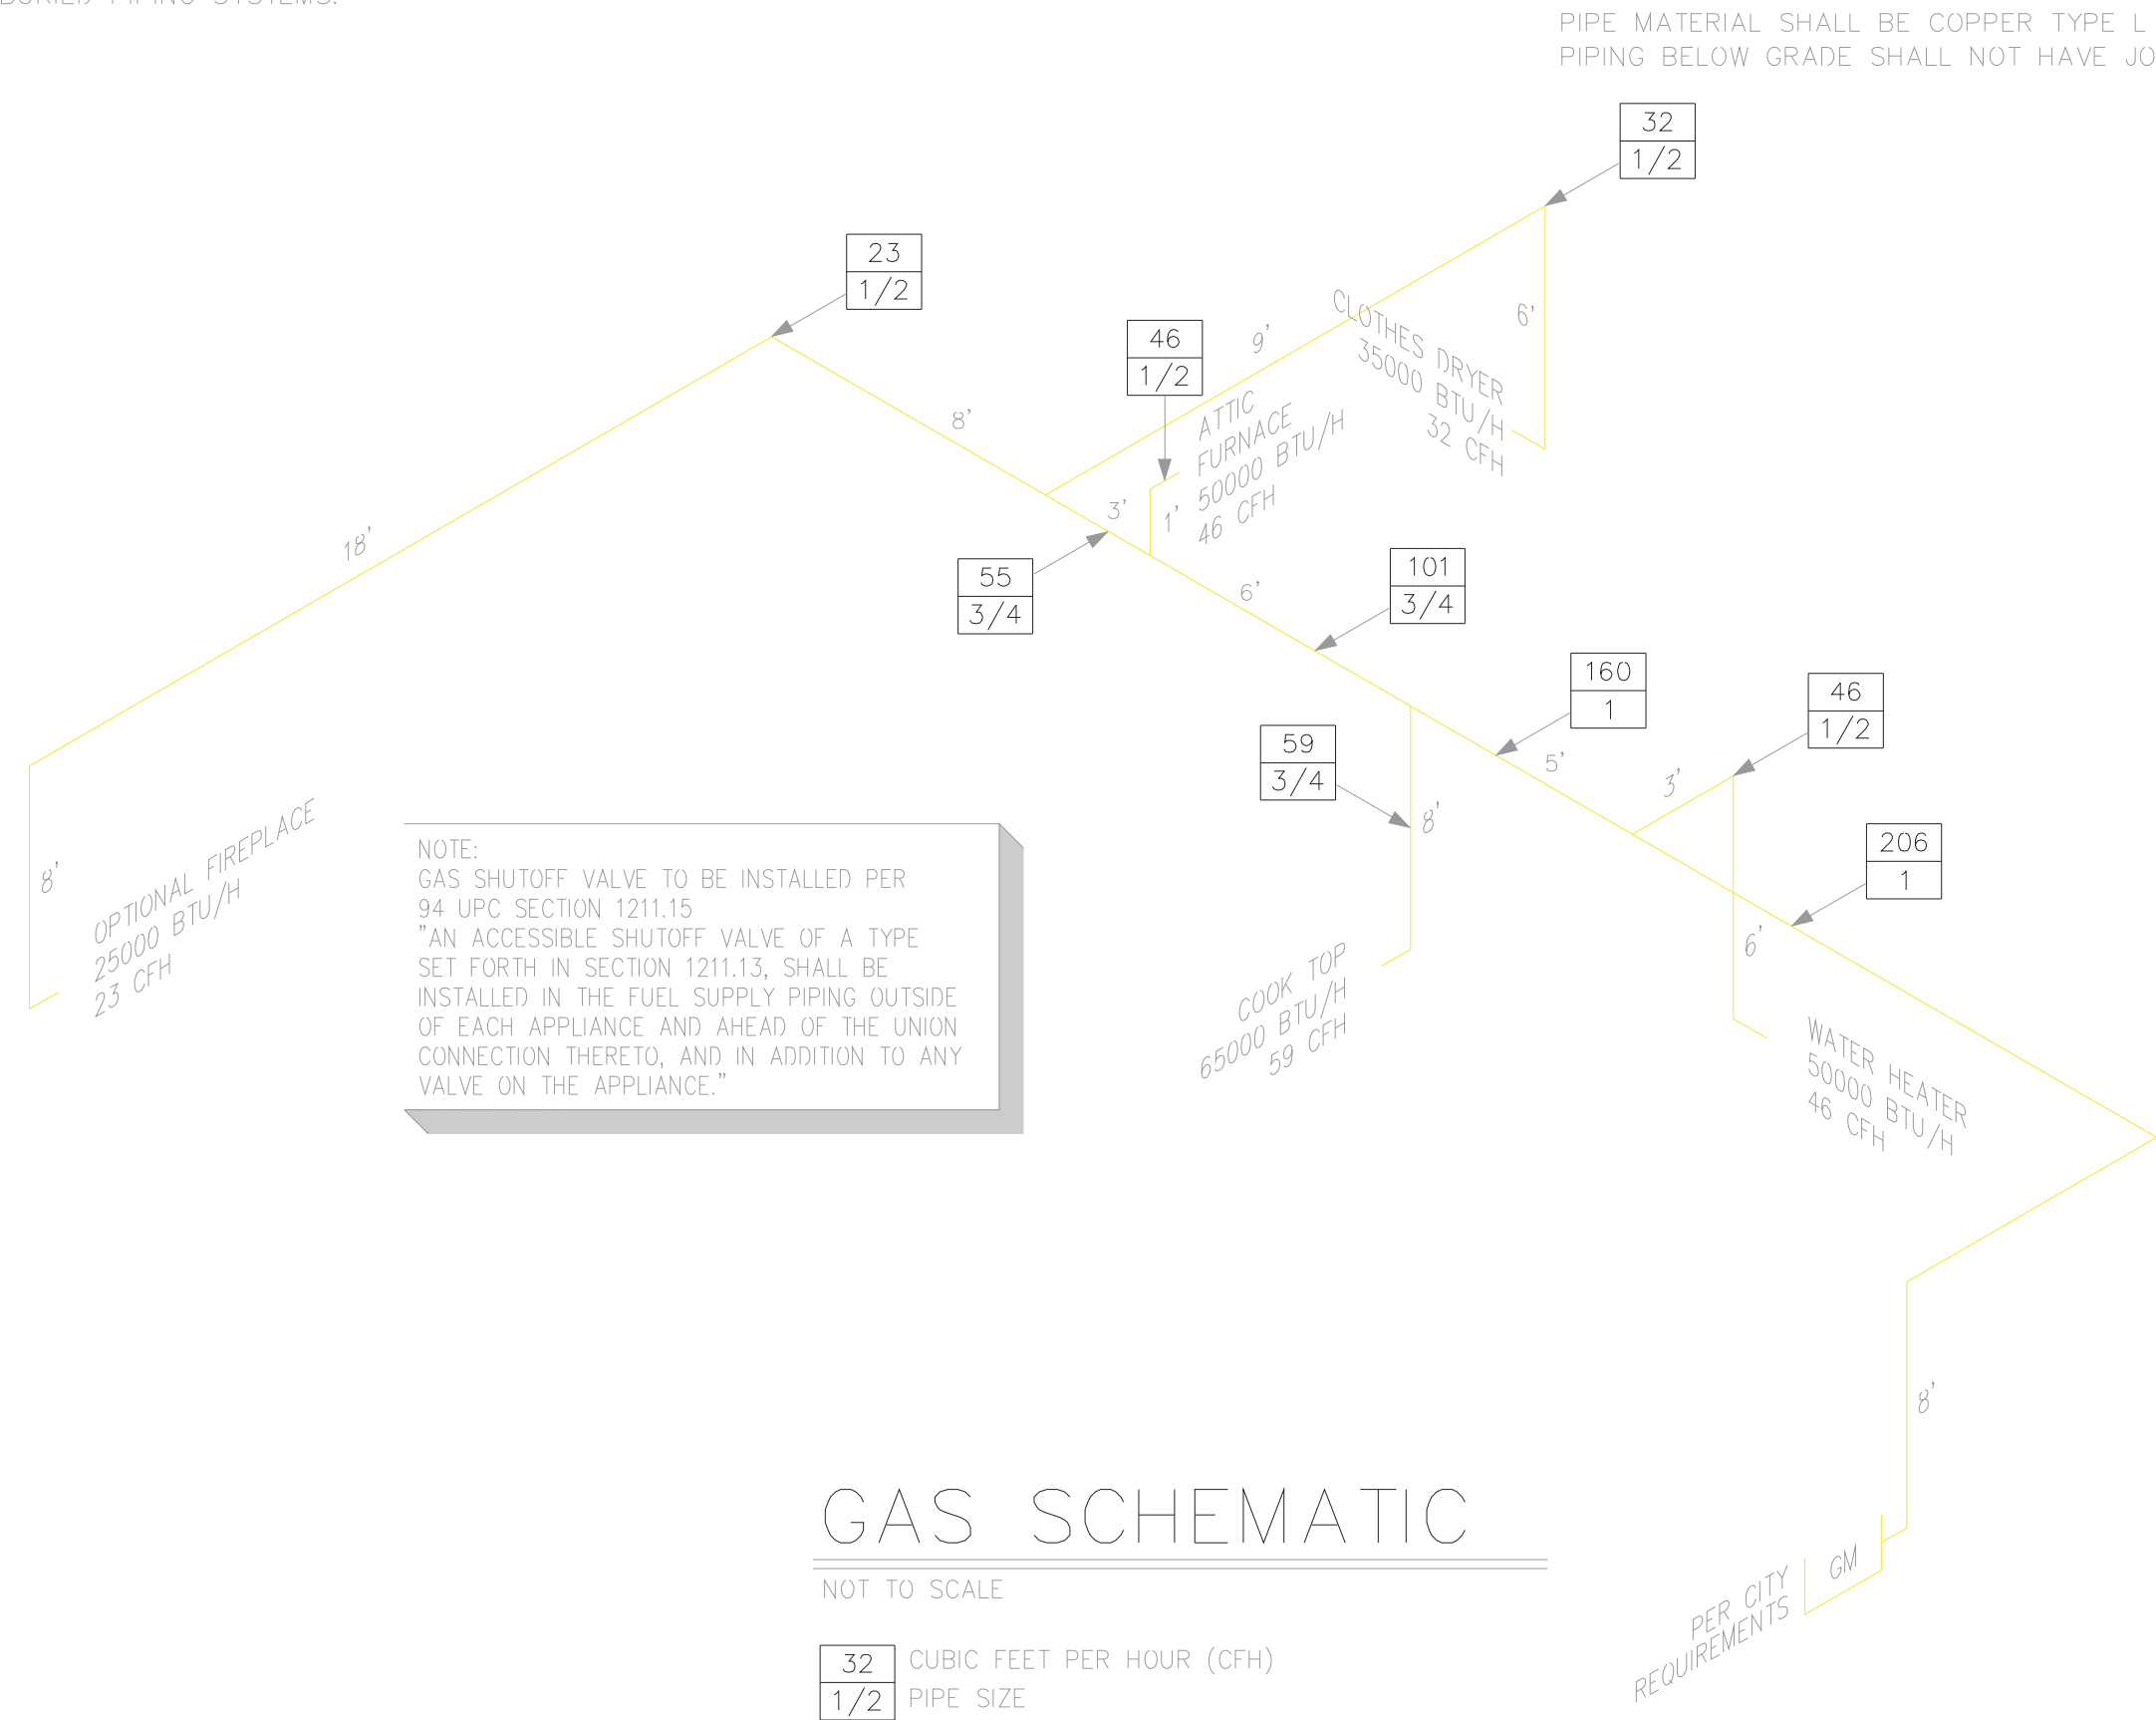 BURIED PIPING SYSTEMS.
PIPE MATERIAL SHALL BE COPPER TYPE L
PIPING BELOW GRADE SHALL NOT HAVE JO
32
1/2
23
1/2
6'
9'
CLOTHES DRYER
35000 BTU/H
32 CFH
46
1/2
8'
ATTIC
FURNACE
50000 BTU/H
46 CFH
3'
1'
18'
55
3/4
6'
101
3/4
160
1
46
1/2
59
3/4
5'
3'
8'
206
1
8'
OPTIONAL FIREPLACE
25000 BTU/H
23 CFH
NOTE:
GAS SHUTOFF VALVE TO BE INSTALLED PER
94 UPC SECTION 1211.15
"AN ACCESSIBLE SHUTOFF VALVE OF A TYPE
SET FORTH IN SECTION 1211.13, SHALL BE
INSTALLED IN THE FUEL SUPPLY PIPING OUTSIDE
OF EACH APPLIANCE AND AHEAD OF THE UNION
CONNECTION THERETO, AND IN ADDITION TO ANY
VALVE ON THE APPLIANCE."
6'
COOK TOP
65000 BTU/H
59 CFH
WATER HEATER
50000 BTU/H
46 CFH
8'
GM
PER CITY
REQUIREMENTS
GAS SCHEMATIC
NOT TO SCALE
32 CUBIC FEET PER HOUR (CFH)
1/2 PIPE SIZE